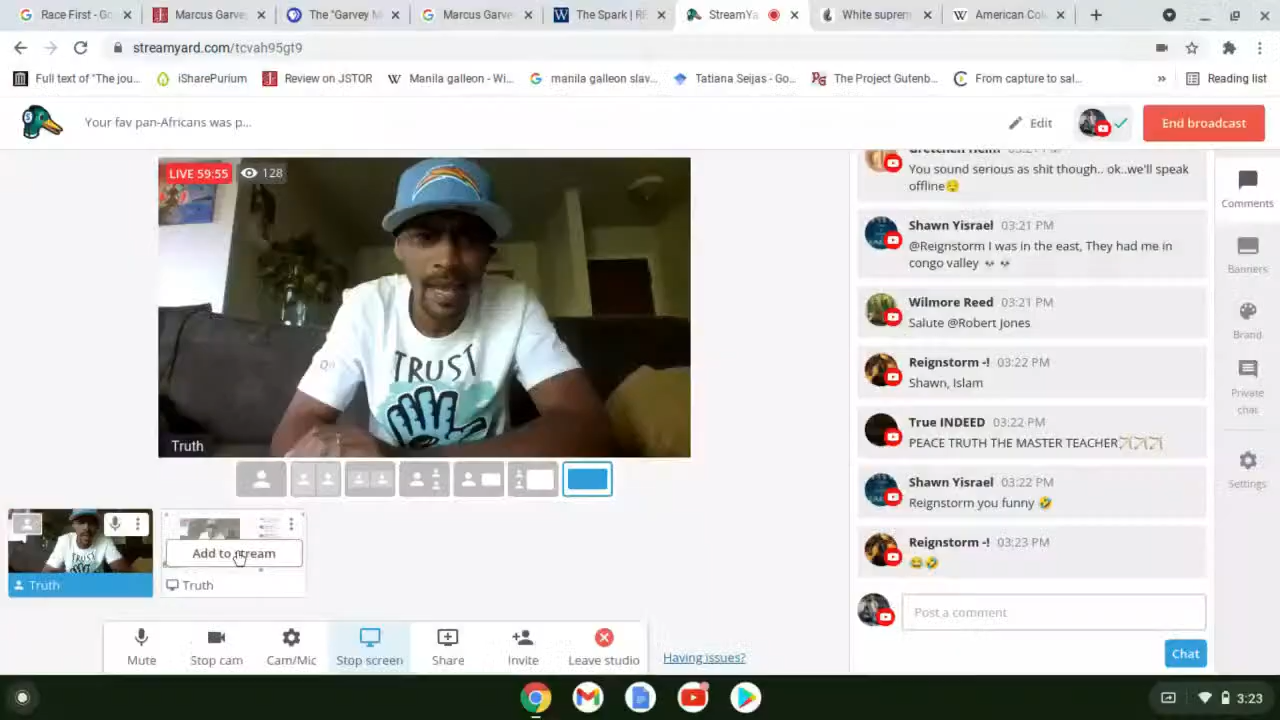 Race First - Go
Marcus Garve
The "Garvey M
Marcus Garve
The Spark | RE
StreamYa
White suprem
American Col
streamyard.com/tcvah95gt9
Full text of "The jou...
iSharePurium
Review on JSTOR
Manila galleon - Wi...
manila galleon slav...
Tatiana Seijas - Go...
The Project Gutenb...
From capture to sal...
»
Reading list
Your fav pan-Africans was p...
Edit
End broadcast
LIVE 59:55
128
TRUST
Truth
03:21 PM
You sound serious as shit though.. ok..we'll speak
offline😌
Shawn Yisrael 03:21 PM
@Reignstorm I was in the east, They had me in
congo valley 💀💀
Wilmore Reed 03:21 PM
Salute @Robert Jones
Reignstorm -! 03:22 PM
Shawn, Islam
True INDEED 03:22 PM
PEACE TRUTH THE MASTER TEACHER
Shawn Yisrael 03:22 PM
Reignstorm you funny 🤣
Reignstorm -! 03:23 PM
😂🤣
Post a comment
Chat
Comments
Banners
Brand
Private
chat
Settings
Truth
Add to stream
Truth
Mute
Stop cam
Cam/Mic
Stop screen
Share
Invite
Leave studio
Having issues?
3:23